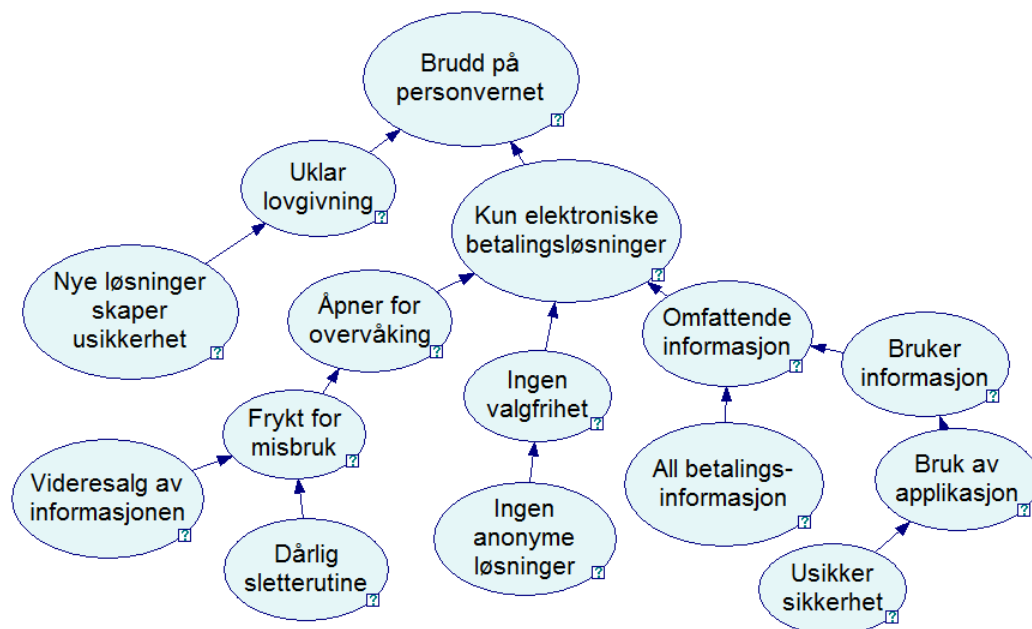 Brudd på
personvernet
Uklar
lovgivning
Kun elektroniske
betalingsløsninger
Nye løsninger
skaper
usikkerhet
Åpner for
overvåking
Omfattende
informasjon
Bruker
informasjon
Ingen
valgfrihet
Frykt for
misbruk
Videresalg av
informasjonen
All betalings-
informasjon
Bruk av
applikasjon
Dårlig
sletterutine
Ingen
anonyme
løsninger
Usikker
sikkerhet